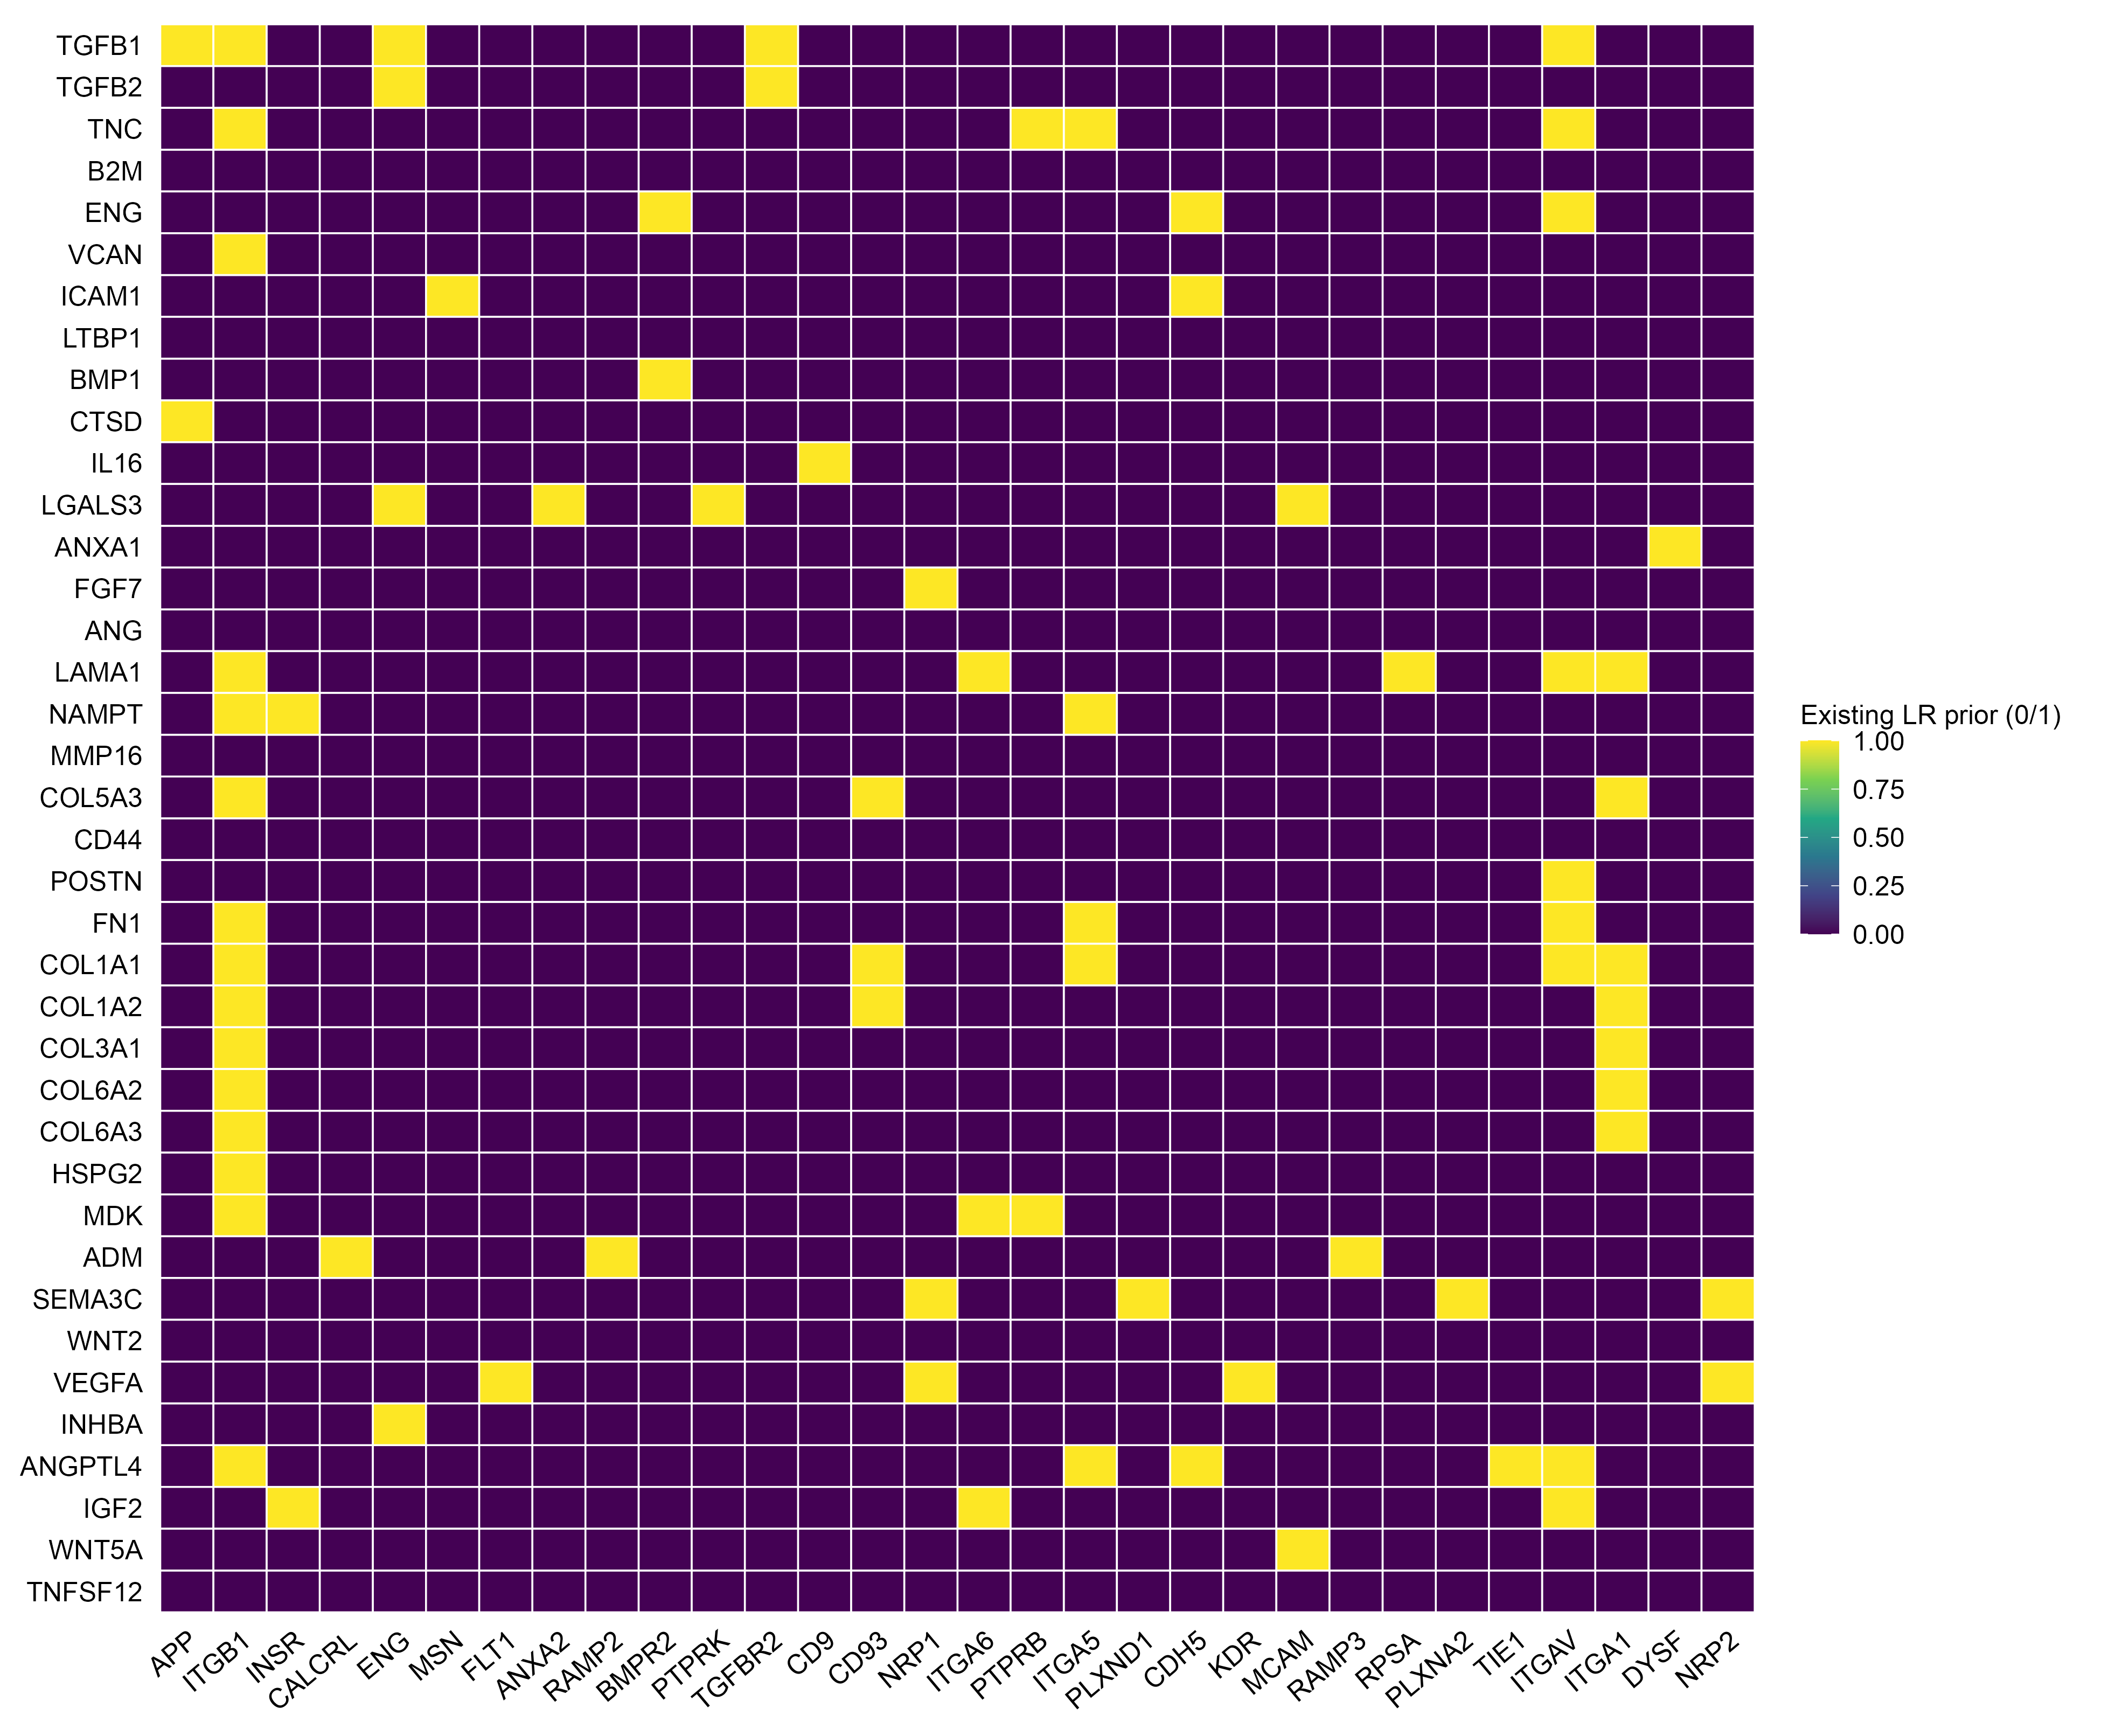 TGFB1
TGFB2
TNC
B2M
ENG
VCAN
ICAM1
LTBP1
BMP1
CTSD
IL16
LGALS3
ANXA1
FGF7
ANG
LAMA1
NAMPT
MMP16
COL5A3
CD44
POSTN
FN1
COL1A1
COL1A2
COL3A1
COL6A2
COL6A3
HSPG2
MDK
ADM
SEMA3C
WNT2
VEGFA
INHBA
ANGPTL4
IGF2
WNT5A
TNFSF12
APP
ITGB1
INSR
CALCRL
ENG
MSN
FLT1
ANXA2
RAMP2
BMPR2
PTPRK
TGFBR2
CD9
CD93
NRP1
ITGA6
PTPRB
ITGA5
PLXND1
CDH5
KDR
MCAM
RAMP3
RPSA
PLXNA2
TIE1
ITGAV
ITGA1
DYSF
NRP2
Existing LR prior (0/1)
1.00
0.75
0.50
0.25
0.00